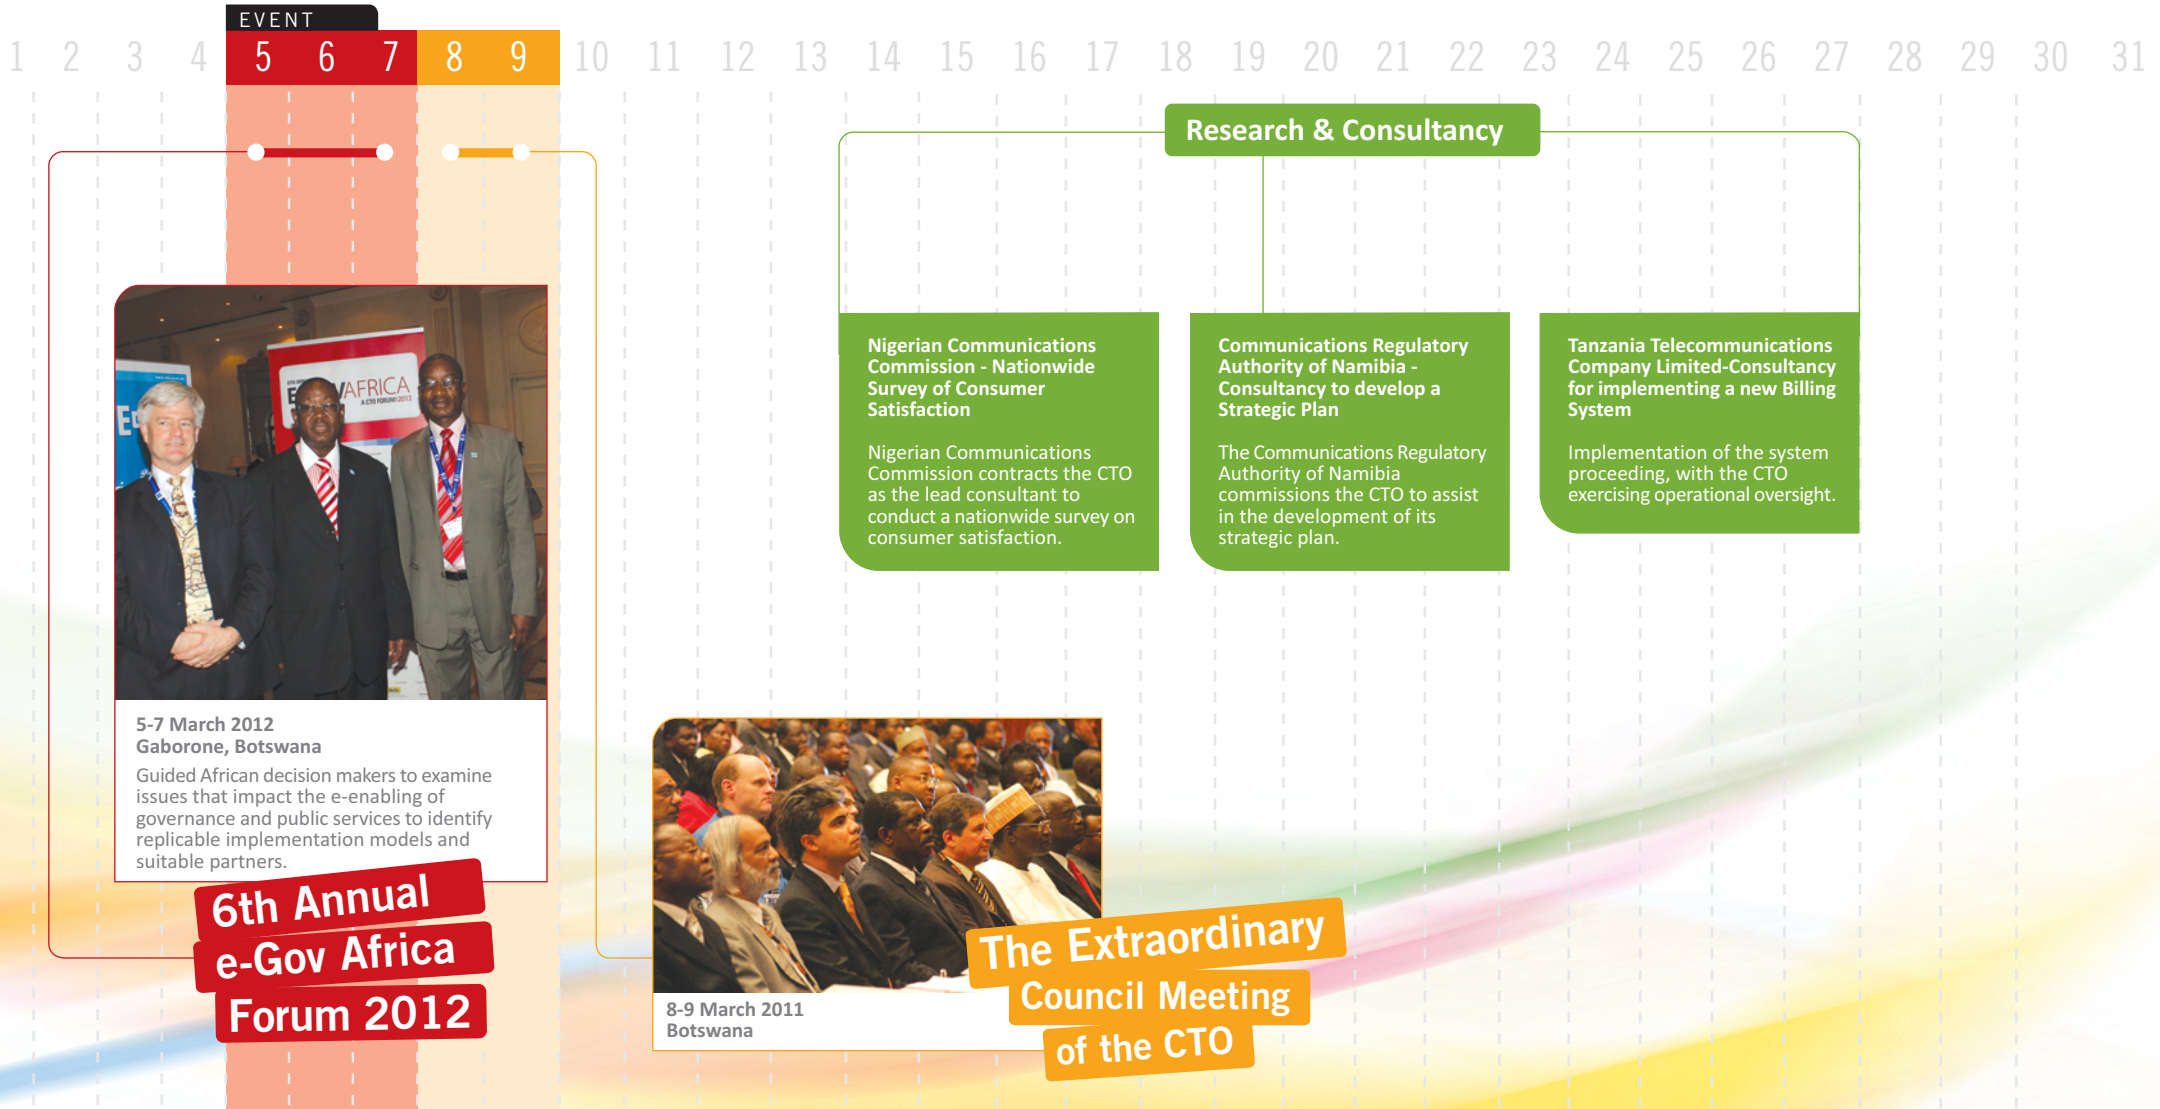 EVENT
1 2 3 4 5 6 7 8 9 10 11 12 13 14 15 16 17 18 19 20 21 22 23 24 25 26 27 28 29 30 31
Research & Consultancy
AFRICA
A CTO FORUM 2012
Nigerian Communications
Commission - Nationwide
Survey of Consumer
Satisfaction
Nigerian Communications
Commission contracts the CTO
as the lead consultant to
conduct a nationwide survey on
consumer satisfaction.
Communications Regulatory
Authority of Namibia -
Consultancy to develop a
Strategic Plan
The Communications Regulatory
Authority of Namibia
commissions the CTO to assist
in the development of its
strategic plan.
Tanzania Telecommunications
Company Limited-Consultancy
for implementing a new Billing
System
Implementation of the system
proceeding, with the CTO
exercising operational oversight.
5-7 March 2012
Gaborone, Botswana
Guided African decision makers to examine
issues that impact the e-enabling of
governance and public services to identify
replicable implementation models and
suitable partners.
6th Annual
e-Gov Africa
Forum 2012
8-9 March 2011
Botswana
The Extraordinary
Council Meeting
of the CTO